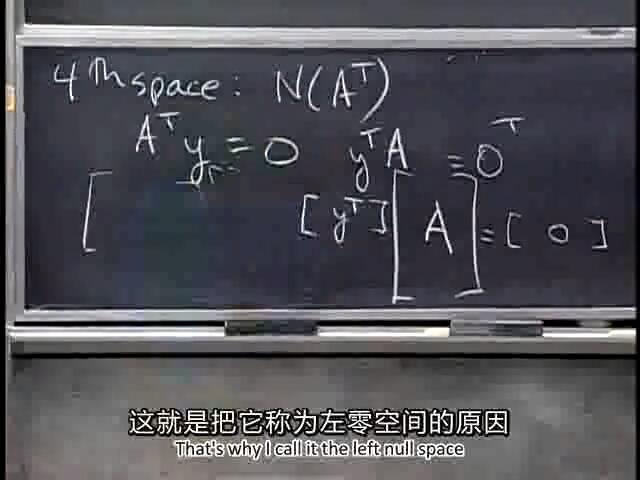 4th space: N(Aᵀ)
Aᵀy = 0 yᵀA = 0ᵀ
[ [yᵀ] [A] = [ 0 ]
这就是把它称为左零空间的原因
That's why I call it the left null space